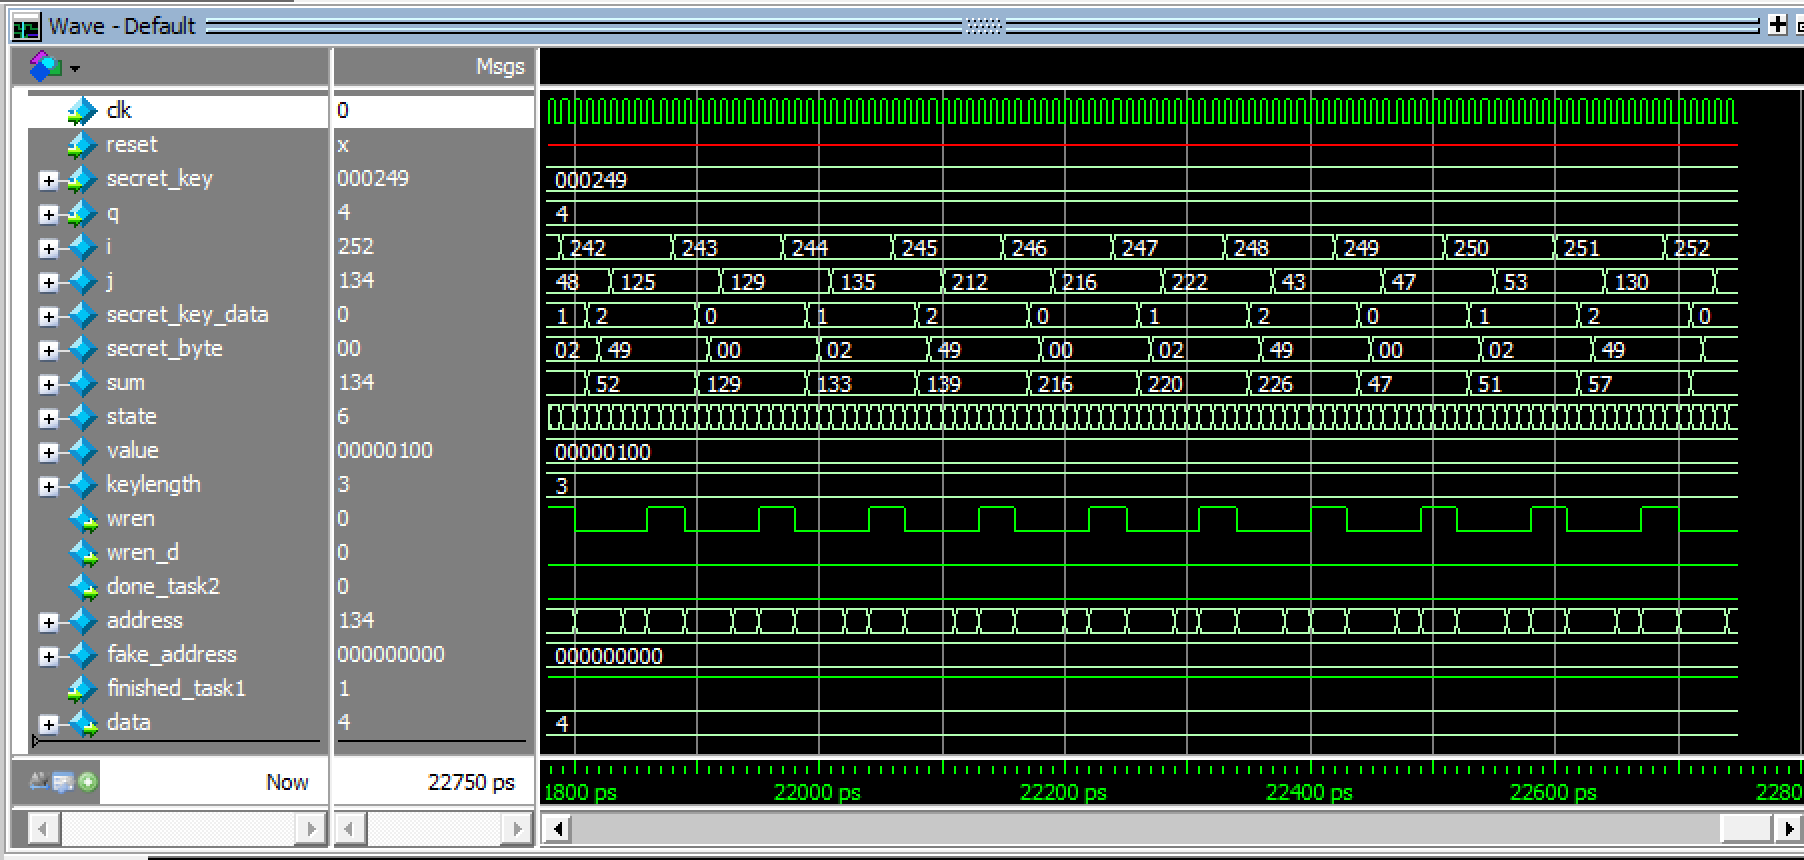 Wave - Default
Msgs
clk 0
reset x
secret_key 000249 000249
q 4 4
i 252 242 243 244 245 246 247 248 249 250 251 252
j 134 48 125 129 135 212 216 222 43 47 53 130
secret_key_data 0 1 2 0 1 2 0 1 2 0 1 2 0
secret_byte 00 02 49 00 02 49 00 02 49 00 02 49
sum 134 52 129 133 139 216 220 226 47 51 57
state 6
value 00000100 00000100
keylength 3 3
wren 0
wren_d 0
done_task2 0
address 134
fake_address 000000000 000000000
finished_task1 1
data 4 4
Now 22750 ps 1800 ps 22000 ps 22200 ps 22400 ps 22600 ps 2280